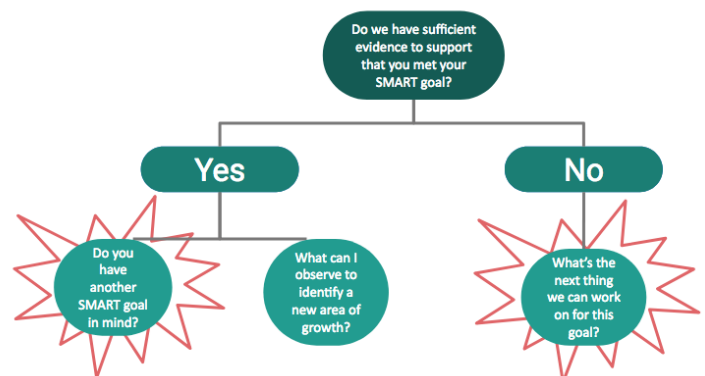 Do we have sufficient
evidence to support
that you met your
SMART goal?
Yes
No
Do you
have
another
SMART goal
in mind?
What can I
observe to
identify a
new area of
growth?
What's the
next thing
we can work
on for this
goal?